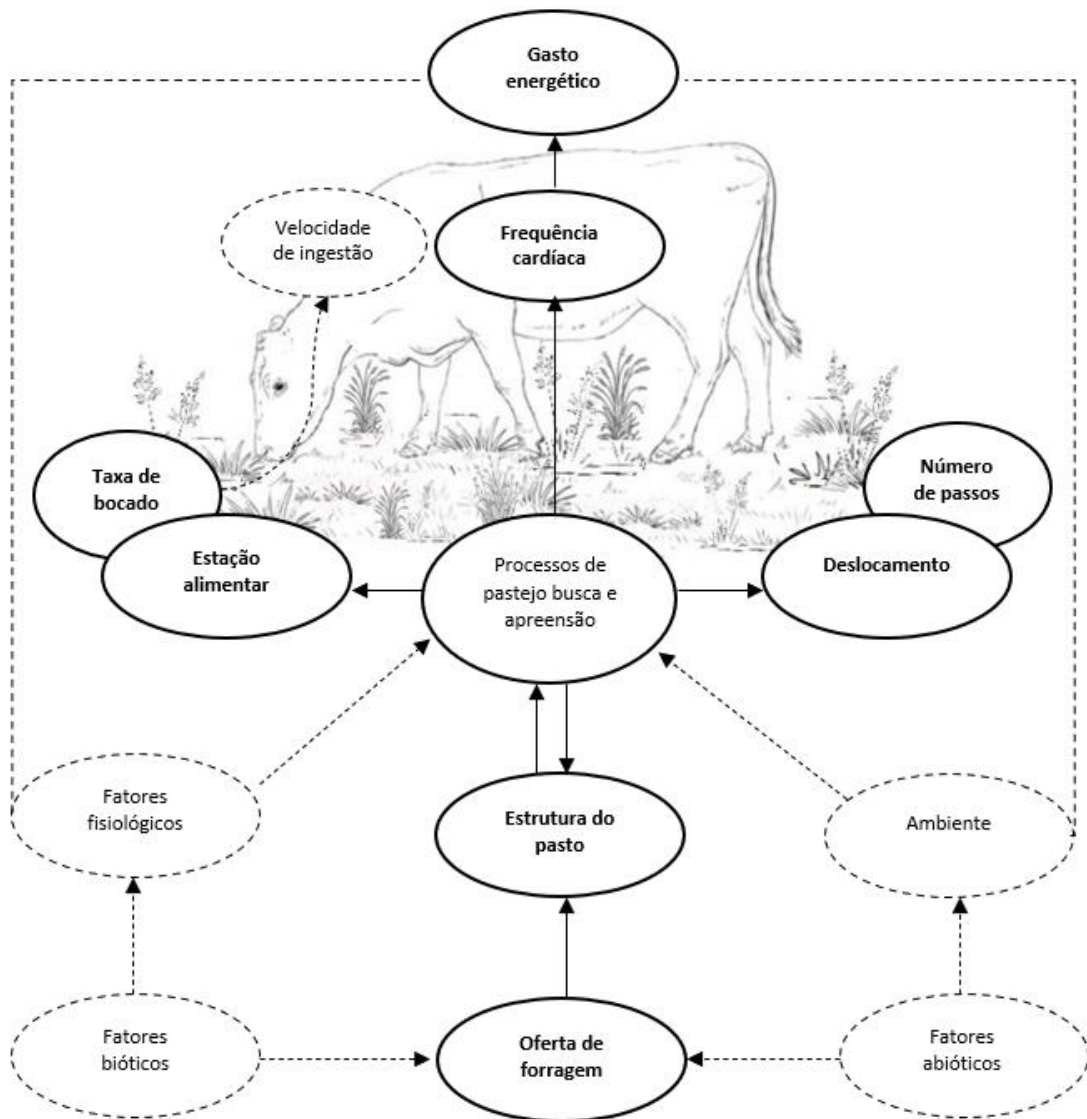 Gasto
energético
Velocidade
de ingestão
Frequência
cardíaca
Taxa de
bocado
Número
de passos
Estação
alimentar
Processos de
pastejo busca e
apreensão
Deslocamento
Fatores
fisiológicos
Estrutura do
pasto
Ambiente
Fatores
bióticos
Oferta de
forragem
Fatores
abióticos